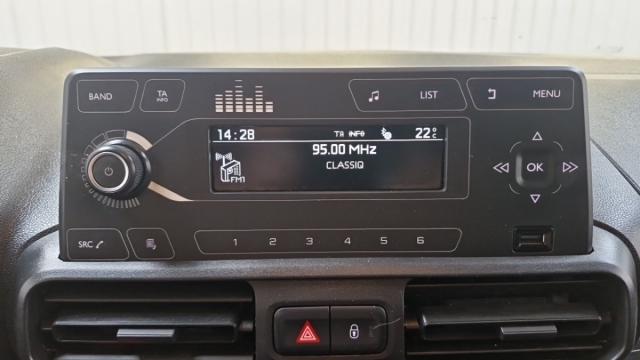 BAND
TA
INFO
LIST
MENU
14:28 TA INFO 22°C
95.00 MHz
CLASSIQ
FM1
OK
SRC
1 2 3 4 5 6